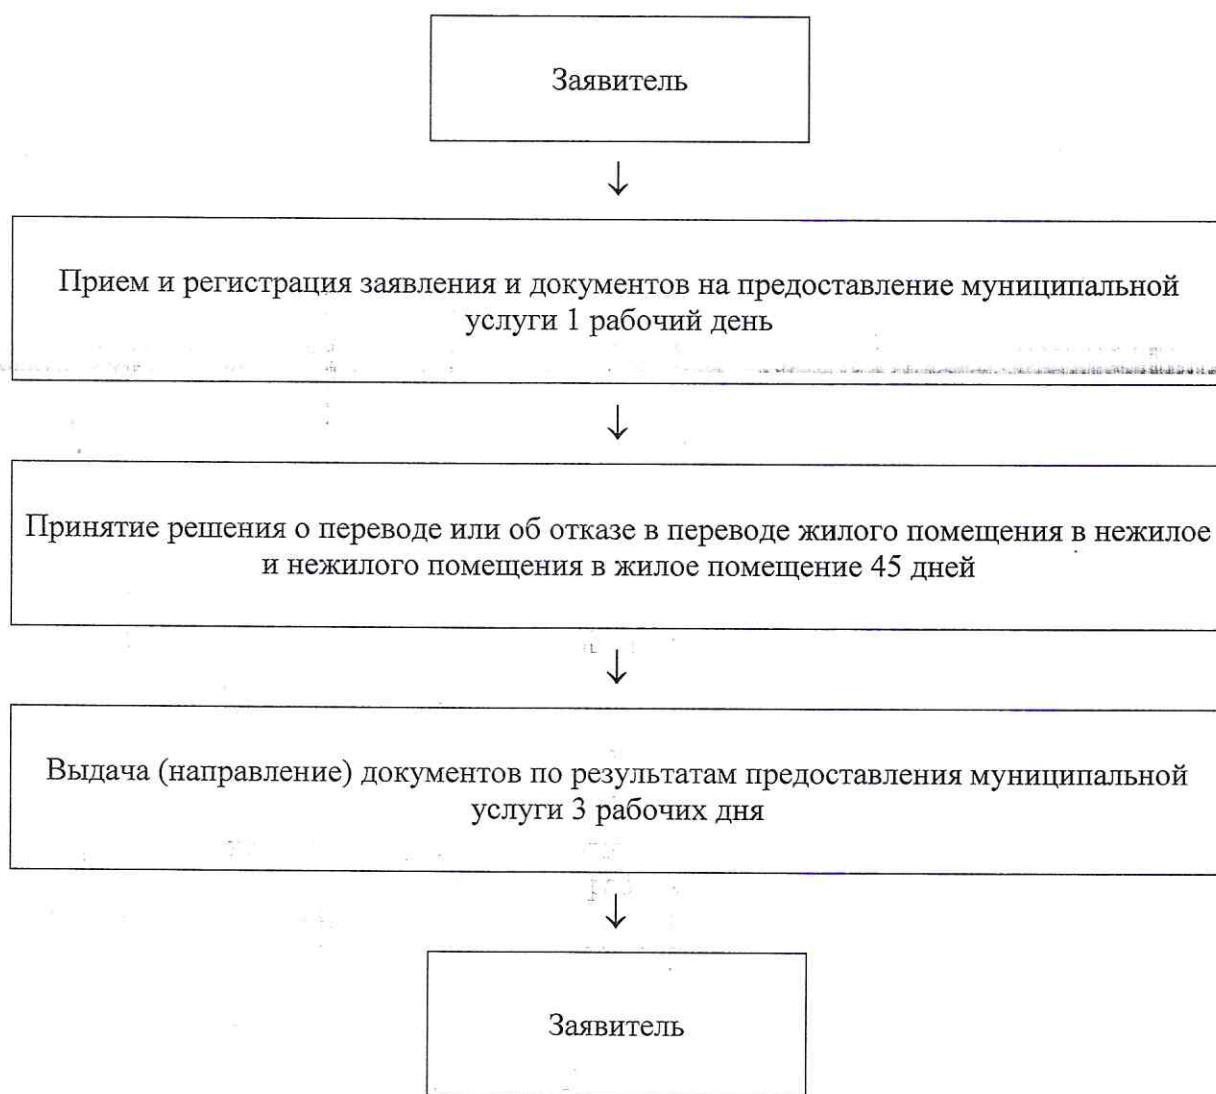 Заявитель
↓
Прием и регистрация заявления и документов на предоставление муниципальной
услуги 1 рабочий день
↓
Принятие решения о переводе или об отказе в переводе жилого помещения в нежилое
и нежилого помещения в жилое помещение 45 дней
↓
Выдача (направление) документов по результатам предоставления муниципальной
услуги 3 рабочих дня
↓
Заявитель